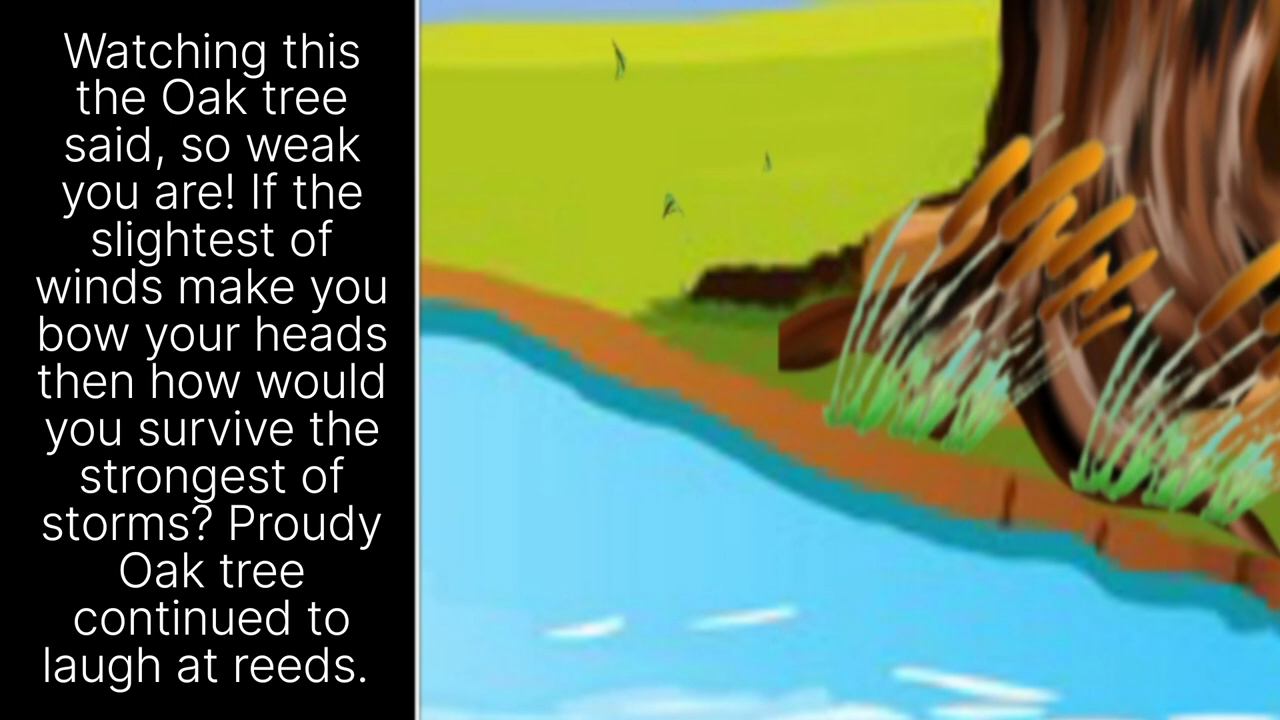 Watching this
the Oak tree
said, so weak
you are! If the
slightest of
winds make you
bow your heads
then how would
you survive the
strongest of
storms? Proudy
Oak tree
continued to
laugh at reeds.